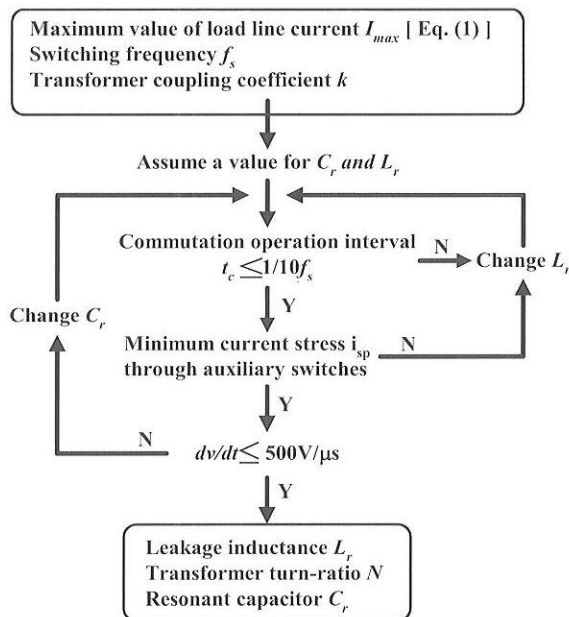 Maximum value of load line current I_max [ Eq. (1) ]
Switching frequency f_s
Transformer coupling coefficient k
Assume a value for C_r and L_r
Commutation operation interval
t_c ≤1/10f_s
N
Change L_r
Y
Change C_r
Minimum current stress i_sp
through auxiliary switches
N
Y
N
dv/dt≤ 500V/μs
Y
Leakage inductance L_r
Transformer turn-ratio N
Resonant capacitor C_r